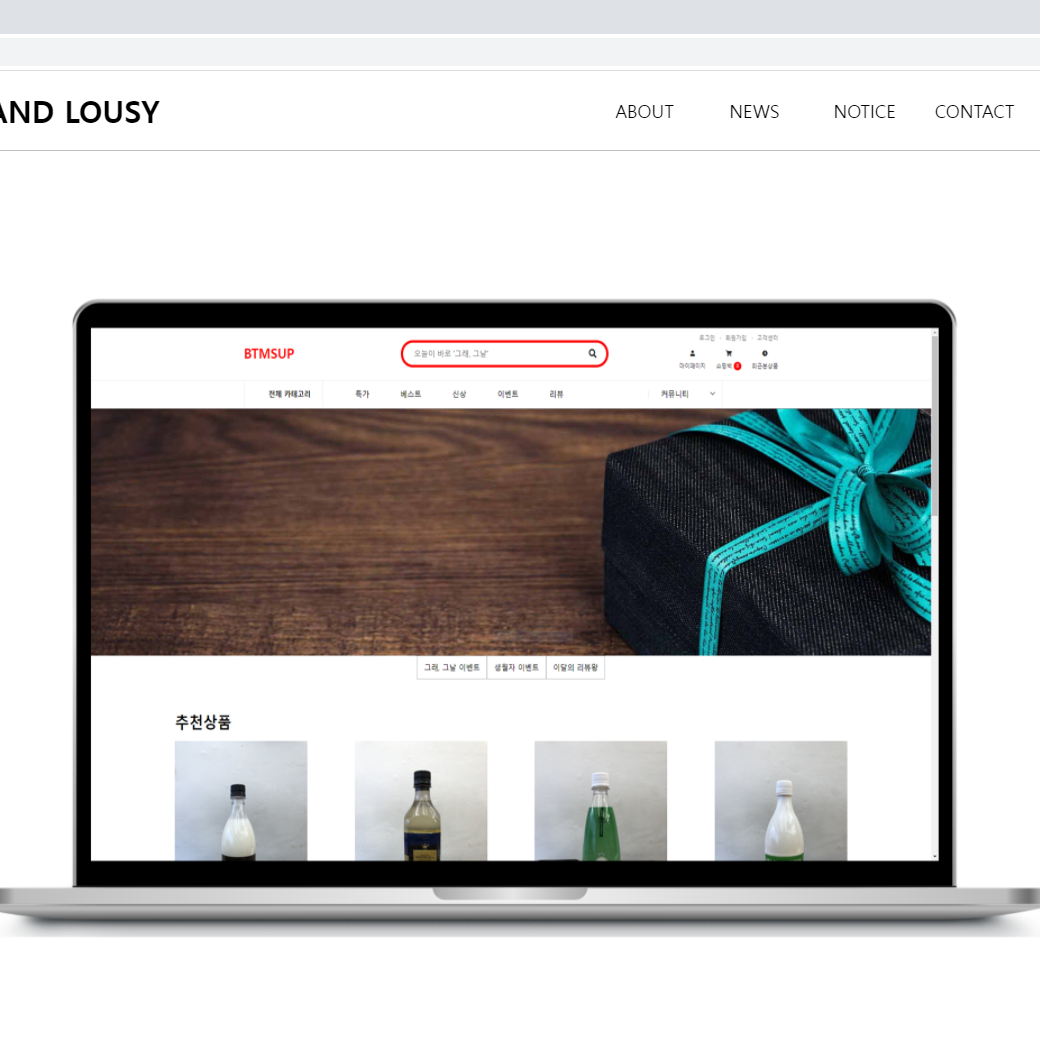 AND LOUSY
ABOUT NEWS NOTICE CONTACT
로그인 · 회원가입 · 고객센터
BTMSUP
오늘이 바로 '그래, 그날'
마이페이지 쇼핑백 0 최근본상품
전체 카테고리 특가 베스트 신상 이벤트 리뷰 커뮤니티
그래, 그날 이벤트 생월자 이벤트 이달의 리뷰왕
추천상품